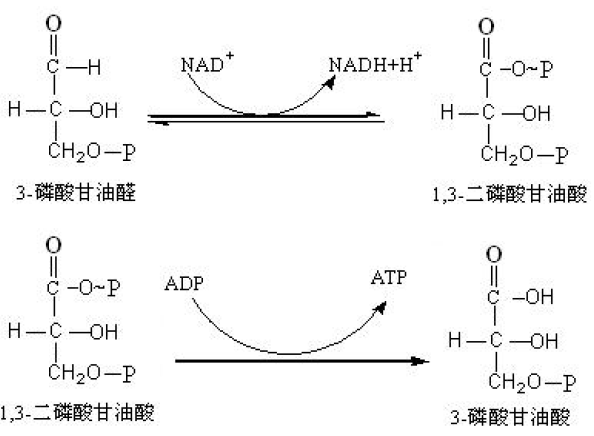 O
C—H
H—C—OH
CH₂O—P
3-磷酸甘油醛
NAD⁺
NADH+H⁺
O
C–O~P
H—C—OH
CH₂O—P
1,3-二磷酸甘油酸
O
C–O~P
H—C—OH
CH₂O—P
1,3-二磷酸甘油酸
ADP
ATP
O
C–OH
H—C—OH
CH₂O—P
3-磷酸甘油酸